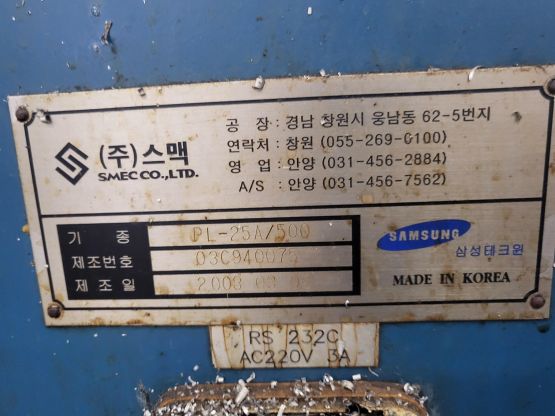 (주)스맥
SMEC CO.,LTD.
공 장 : 경남 창원시 웅남동 62-5번지
연락처 : 창원 (055-269-0100)
영 업 : 안양 (031-456-2884)
A/S : 안양 (031-456-7562)
기 종 PL-25A/500
제조번호 03C940075
제 조 일 2003
SAMSUNG
삼성테크윈
MADE IN KOREA
RS 232C
AC220V 3A